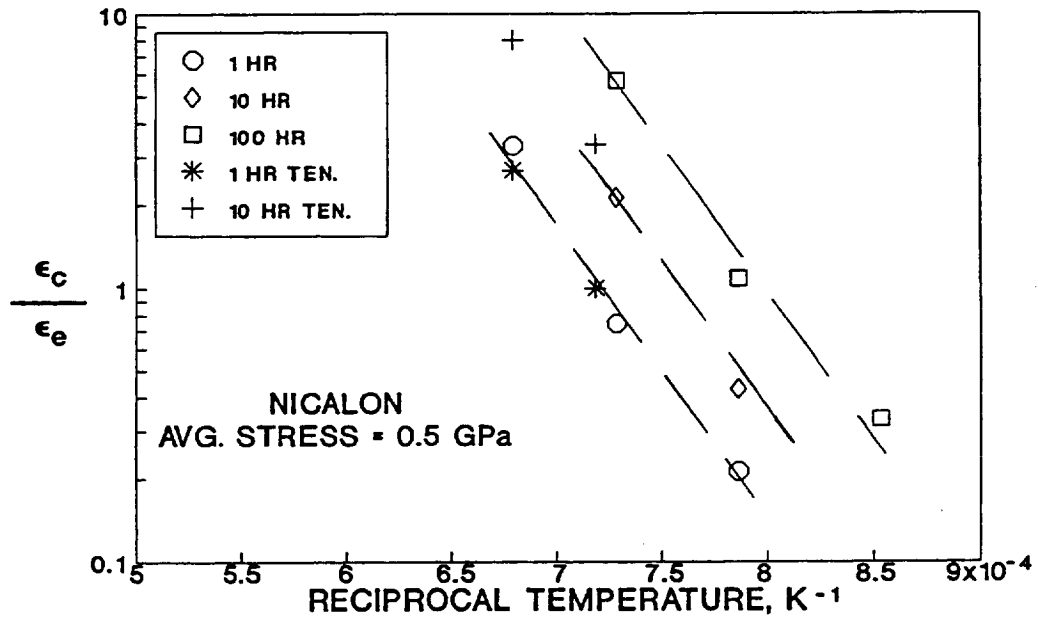 10
1 HR
10 HR
100 HR
1 HR TEN.
10 HR TEN.
ϵc
ϵe
1
NICALON
AVG. STRESS = 0.5 GPa
0.1
5 5.5 6 6.5 7 7.5 8 8.5 9x10-4
RECIPROCAL TEMPERATURE, K-1